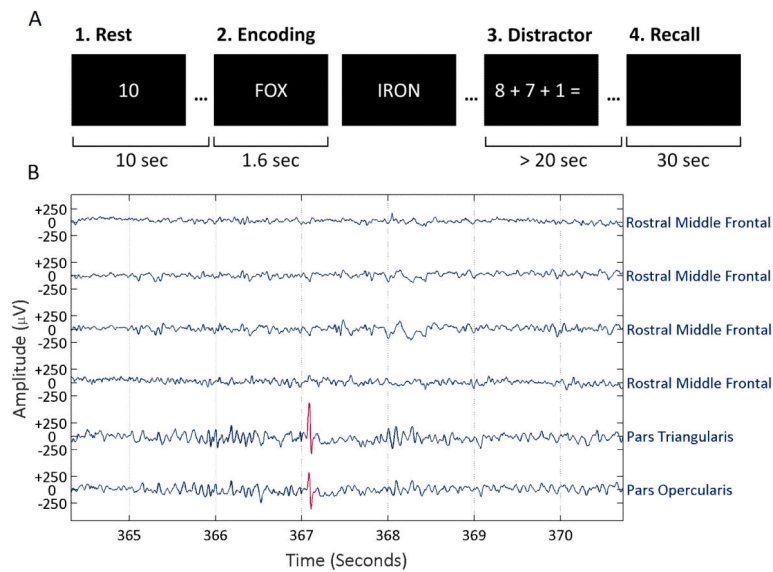 A
1. Rest 2. Encoding 3. Distractor 4. Recall
10 ... FOX IRON ... 8 + 7 + 1 = ...
10 sec 1.6 sec > 20 sec 30 sec
B
+250
0
-250
Rostral Middle Frontal
+250
0
-250
Rostral Middle Frontal
+250
0
-250
Rostral Middle Frontal
+250
0
-250
Rostral Middle Frontal
+250
0
-250
Pars Triangularis
+250
0
-250
Pars Opercularis
Amplitude (µV)
365 366 367 368 369 370
Time (Seconds)